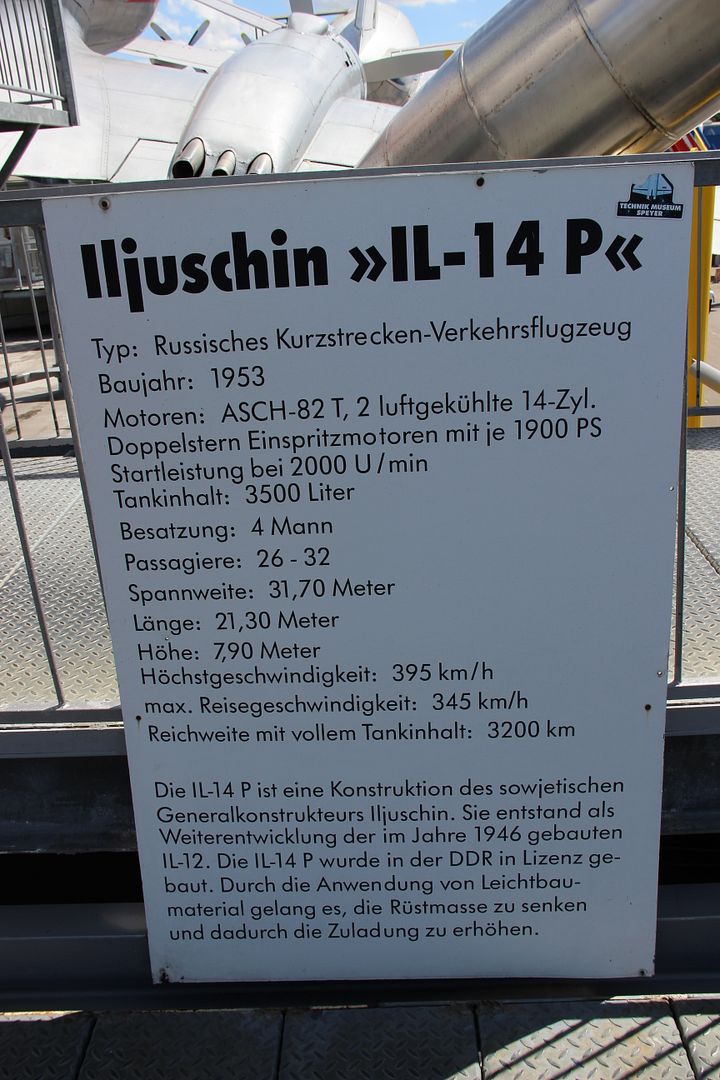 TECHNIK MUSEUM
SPEYER
Iljuschin »IL-14 P«
Typ: Russisches Kurzstrecken-Verkehrsflugzeug
Baujahr: 1953
Motoren: ASCH-82 T, 2 luftgekühlte 14-Zyl.
Doppelstern Einspritzmotoren mit je 1900 PS
Startleistung bei 2000 U/min
Tankinhalt: 3500 Liter
Besatzung: 4 Mann
Passagiere: 26 - 32
Spannweite: 31,70 Meter
Länge: 21,30 Meter
Höhe: 7,90 Meter
Höchstgeschwindigkeit: 395 km/h
max. Reisegeschwindigkeit: 345 km/h
Reichweite mit vollem Tankinhalt: 3200 km
Die IL-14 P ist eine Konstruktion des sowjetischen
Generalkonstrukteurs Iljuschin. Sie entstand als
Weiterentwicklung der im Jahre 1946 gebauten
IL-12. Die IL-14 P wurde in der DDR in Lizenz ge-
baut. Durch die Anwendung von Leichtbau-
material gelang es, die Rüstmasse zu senken
und dadurch die Zuladung zu erhöhen.